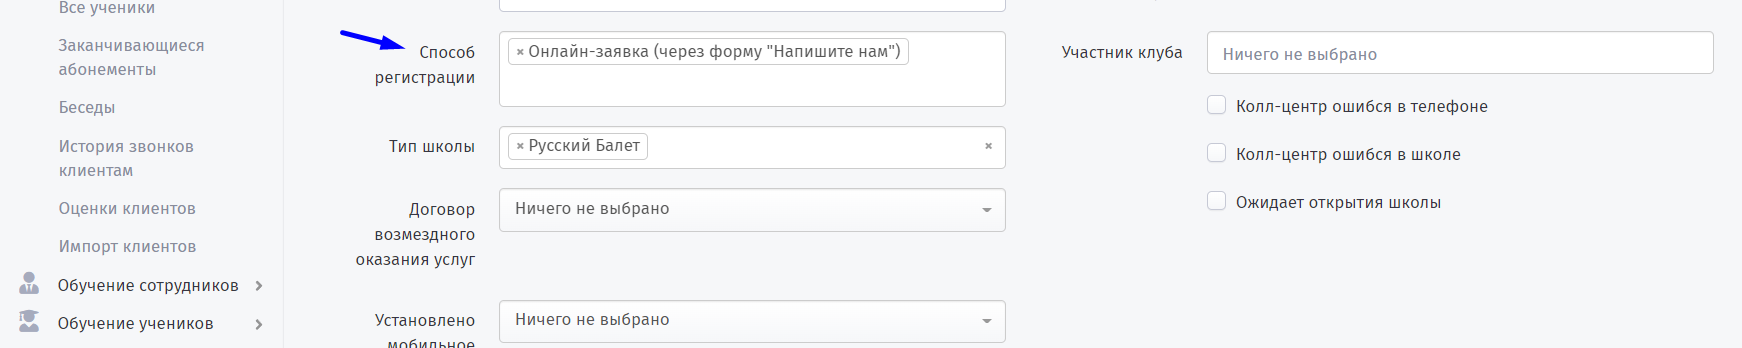 Все ученики
Заканчивающиеся
абонементы
Беседы
История звонков
клиентам
Оценки клиентов
Импорт клиентов
Обучение сотрудников
Обучение учеников
Способ
регистрации
× Онлайн-заявка (через форму "Напишите нам")
Тип школы
× Русский Балет ×
Договор
возмездного
оказания услуг
Ничего не выбрано
Установлено
мобильное
Ничего не выбрано
Участник клуба
Ничего не выбрано
Колл-центр ошибся в телефоне
Колл-центр ошибся в школе
Ожидает открытия школы